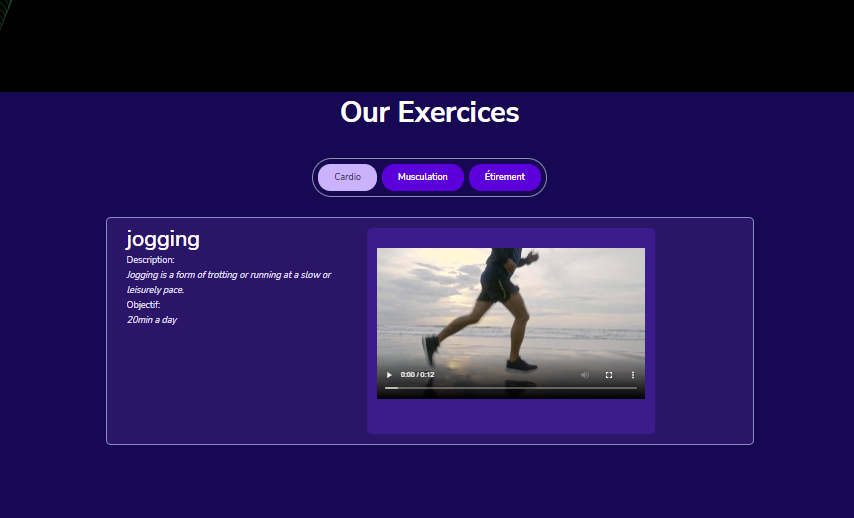 Our Exercices
Cardio
Musculation
Étirement
jogging
Description:
Jogging is a form of trotting or running at a slow or
leisurely pace.
Objectif:
20min a day
0:00 / 0:12